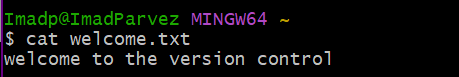 Imadp@ImadParvez MINGW64 ~
$ cat welcome.txt
welcome to the version control